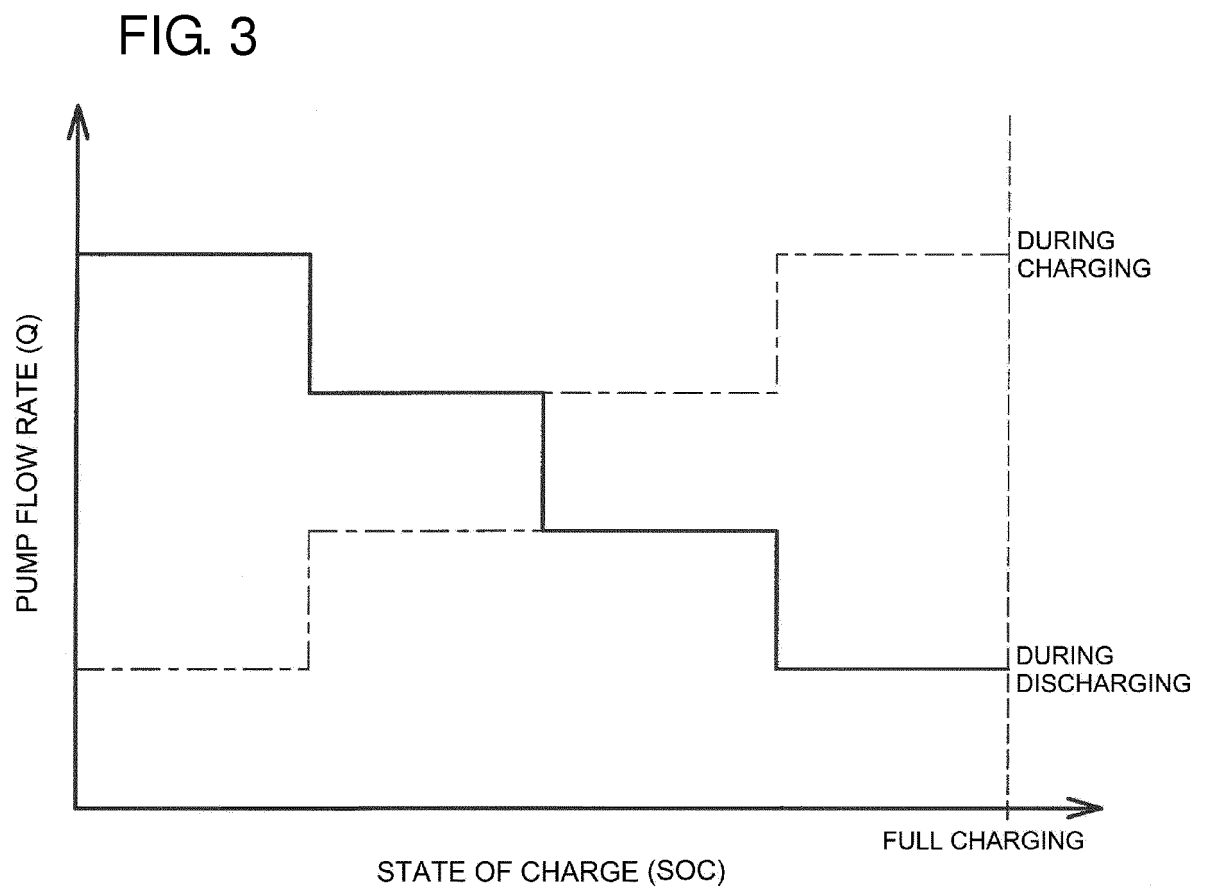 FIG. 3
DURING
CHARGING
PUMP FLOW RATE (Q)
DURING
DISCHARGING
FULL CHARGING
STATE OF CHARGE (SOC)